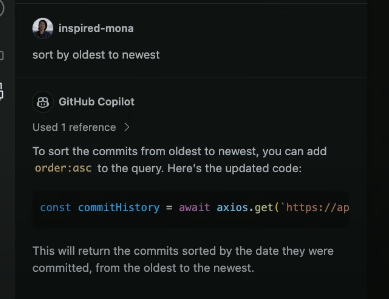 inspired-mona
sort by oldest to newest
GitHub Copilot
Used 1 reference >
To sort the commits from oldest to newest, you can add
order:asc to the query. Here's the updated code:
const commitHistory = await axios.get(`https://ap
This will return the commits sorted by the date they were
committed, from the oldest to the newest.